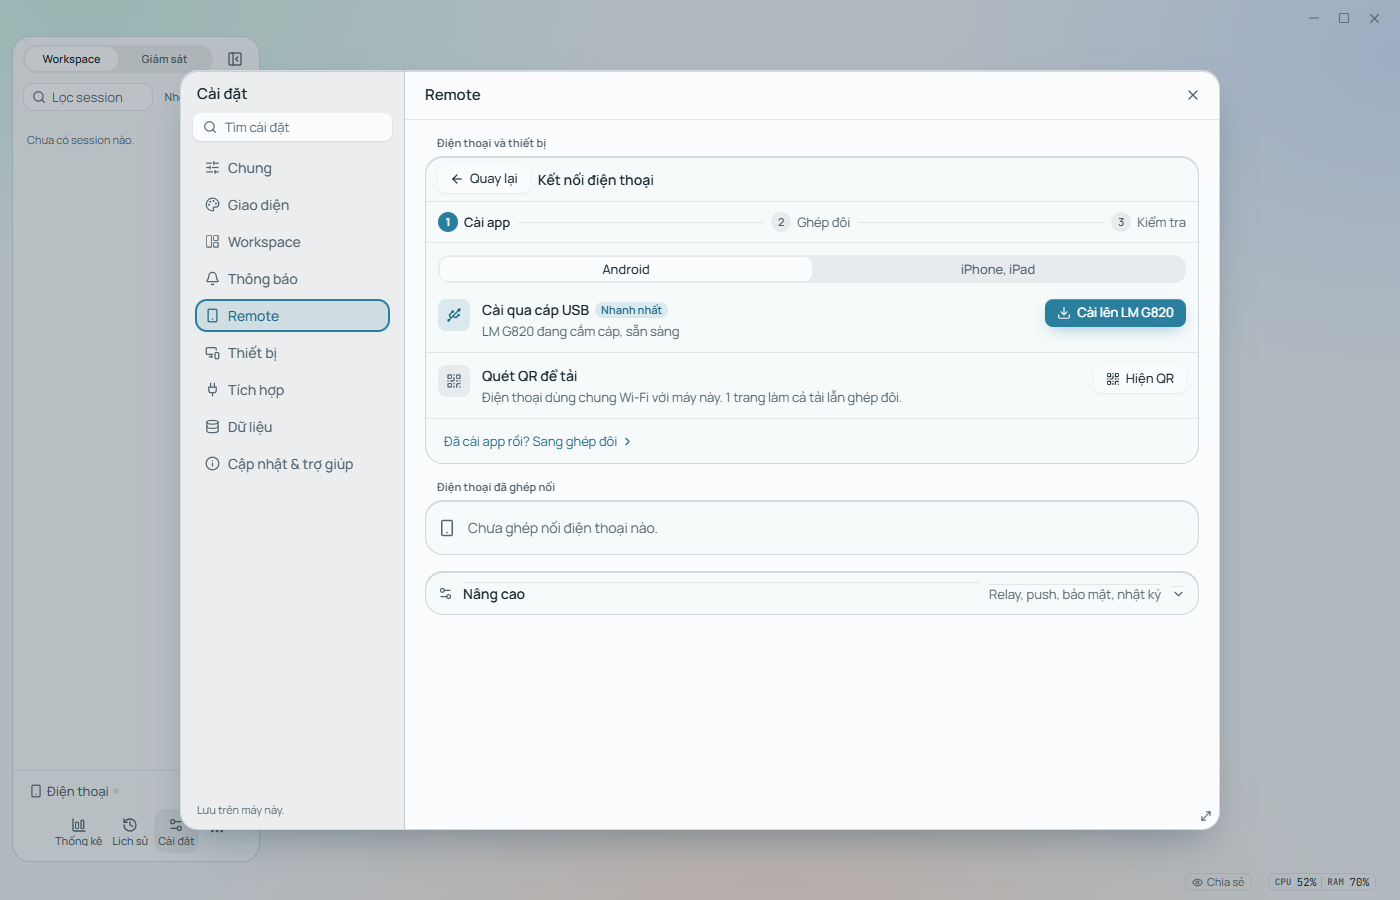 Workspace
Giám sát
Lọc session
Chưa có session nào.
Cài đặt
Tìm cài đặt
Chung
Giao diện
Workspace
Thông báo
Remote
Thiết bị
Tích hợp
Dữ liệu
Cập nhật & trợ giúp
Lưu trên máy này.
Remote
Điện thoại và thiết bị
Quay lại
Kết nối điện thoại
1 Cài app
2 Ghép đôi
3 Kiểm tra
Android
iPhone, iPad
Cài qua cáp USB Nhanh nhất
LM G820 đang cắm cáp, sẵn sàng
Cài lên LM G820
Quét QR để tải
Điện thoại dùng chung Wi-Fi với máy này. 1 trang làm cả tải lẫn ghép đôi.
Hiện QR
Đã cài app rồi? Sang ghép đôi
Điện thoại đã ghép nối
Chưa ghép nối điện thoại nào.
Nâng cao
Relay, push, bảo mật, nhật ký
Điện thoại
Thống kê
Lịch sử
Cài đặt
Chia sẻ
CPU 52% RAM 70%